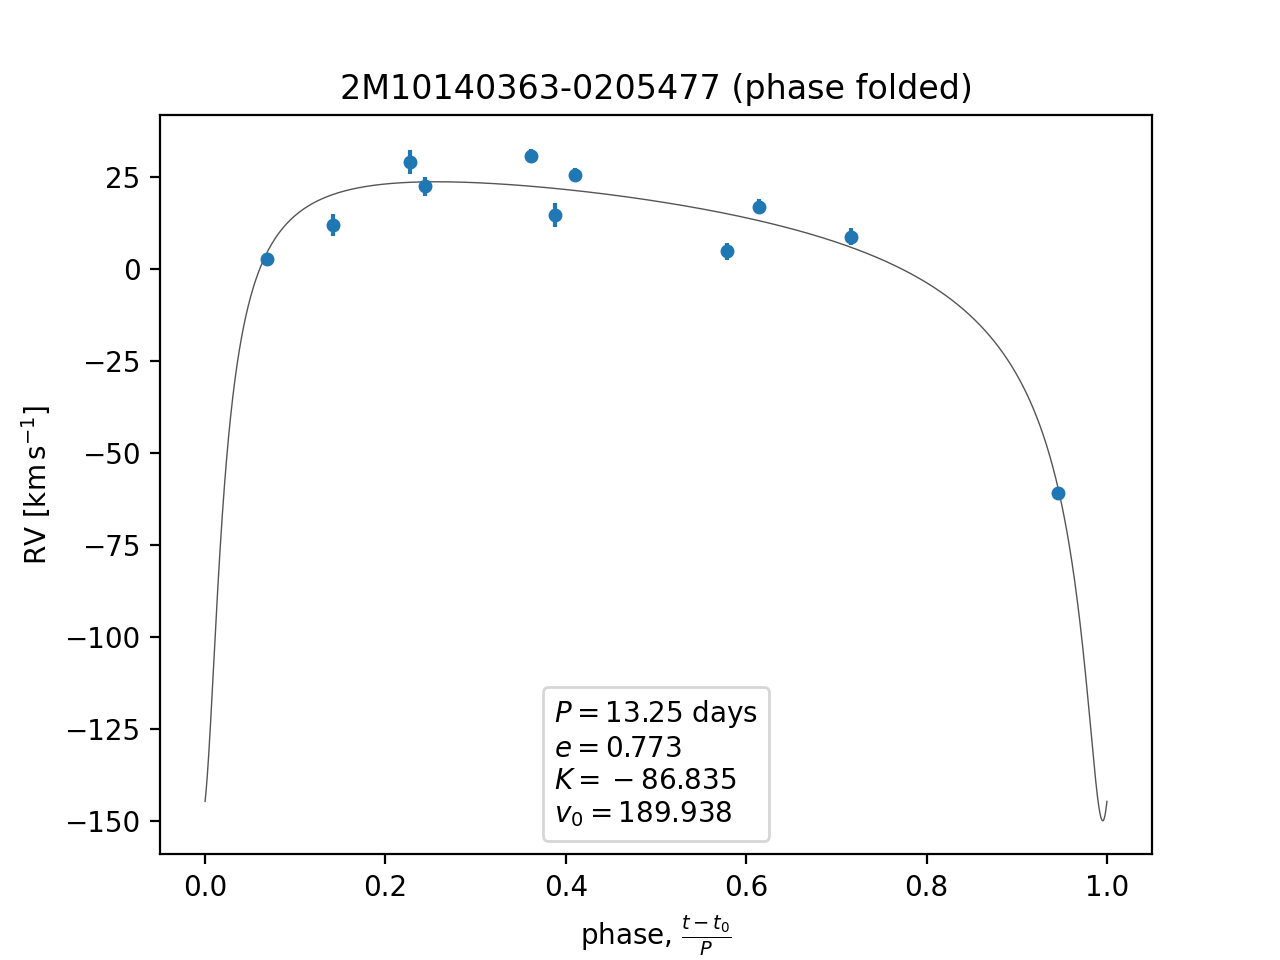 2M10140363-0205477 (phase folded)
RV [km s⁻¹]
25
0
−25
−50
−75
−100
−125
−150
P = 13.25 days
e = 0.773
K = − 86.835
v₀ = 189.938
0.0 0.2 0.4 0.6 0.8 1.0
phase, (t − t₀)/P